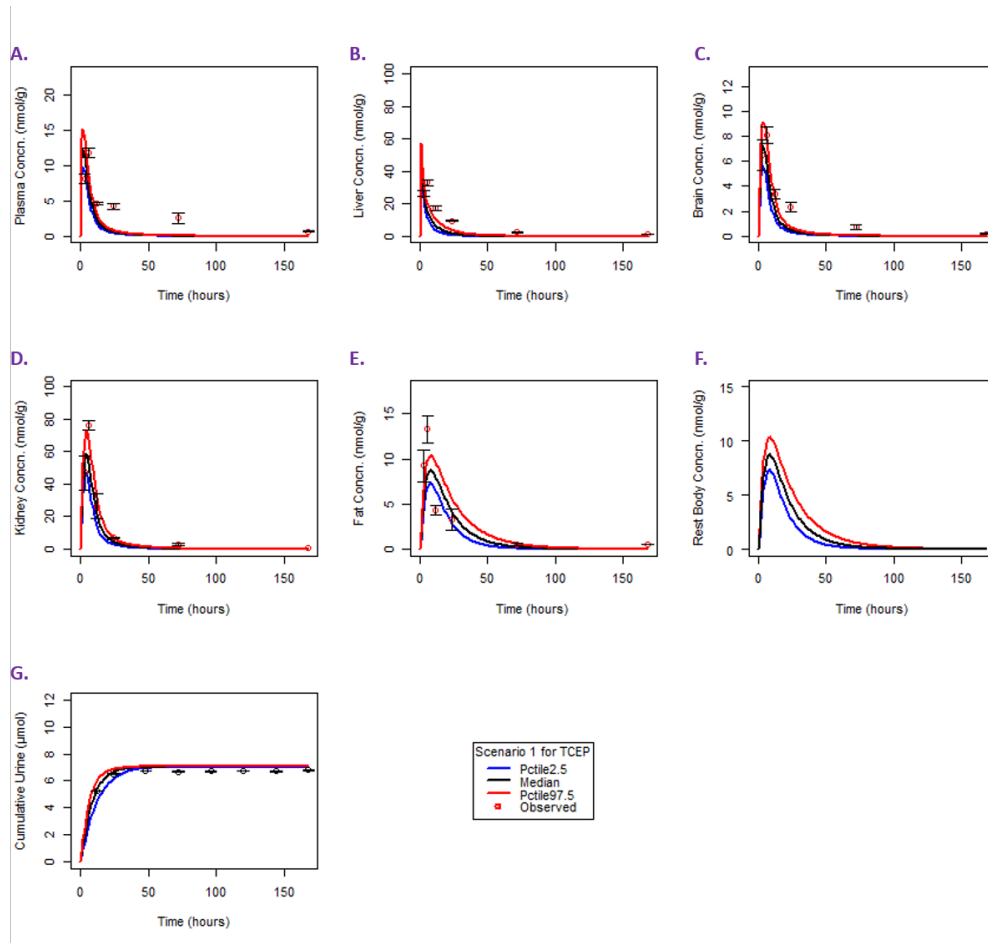 A.
Plasma Concn. (nmol/g)
0 5 10 15 20
0 50 100 150
Time (hours)
B.
Liver Concn. (nmol/g)
0 20 40 60 80 100
0 50 100 150
Time (hours)
C.
Brain Concn. (nmol/g)
0 2 4 6 8 10 12
0 50 100 150
Time (hours)
D.
Kidney Concn. (nmol/g)
0 20 40 60 80 100
0 50 100 150
Time (hours)
E.
Fat Concn. (nmol/g)
0 5 10 15
0 50 100 150
Time (hours)
F.
Rest Body Concn. (nmol/g)
0 5 10 15
0 50 100 150
Time (hours)
G.
Cumulative Urine (µmol)
0 2 4 6 8 10 12
0 50 100 150
Time (hours)
Scenario 1 for TCEP
Pctile2.5
Median
Pctile97.5
Observed